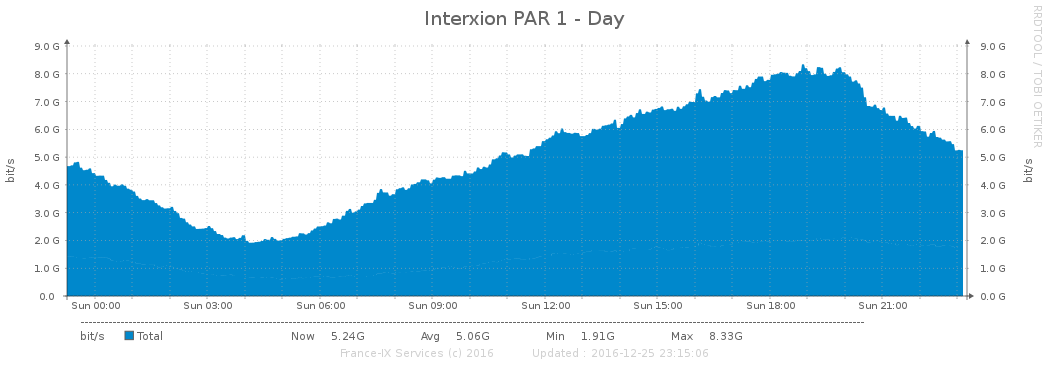 Interxion PAR 1 - Day
RRDTOOL / TOBI OETIKER
9.0 G 9.0 G
8.0 G 8.0 G
7.0 G 7.0 G
6.0 G 6.0 G
5.0 G 5.0 G
4.0 G 4.0 G
3.0 G 3.0 G
2.0 G 2.0 G
1.0 G 1.0 G
0.0 0.0 G
bit/s bit/s
Sun 00:00 Sun 03:00 Sun 06:00 Sun 09:00 Sun 12:00 Sun 15:00 Sun 18:00 Sun 21:00
bit/s Total Now 5.24G Avg 5.06G Min 1.91G Max 8.33G
France-IX Services (c) 2016 Updated : 2016-12-25 23:15:06